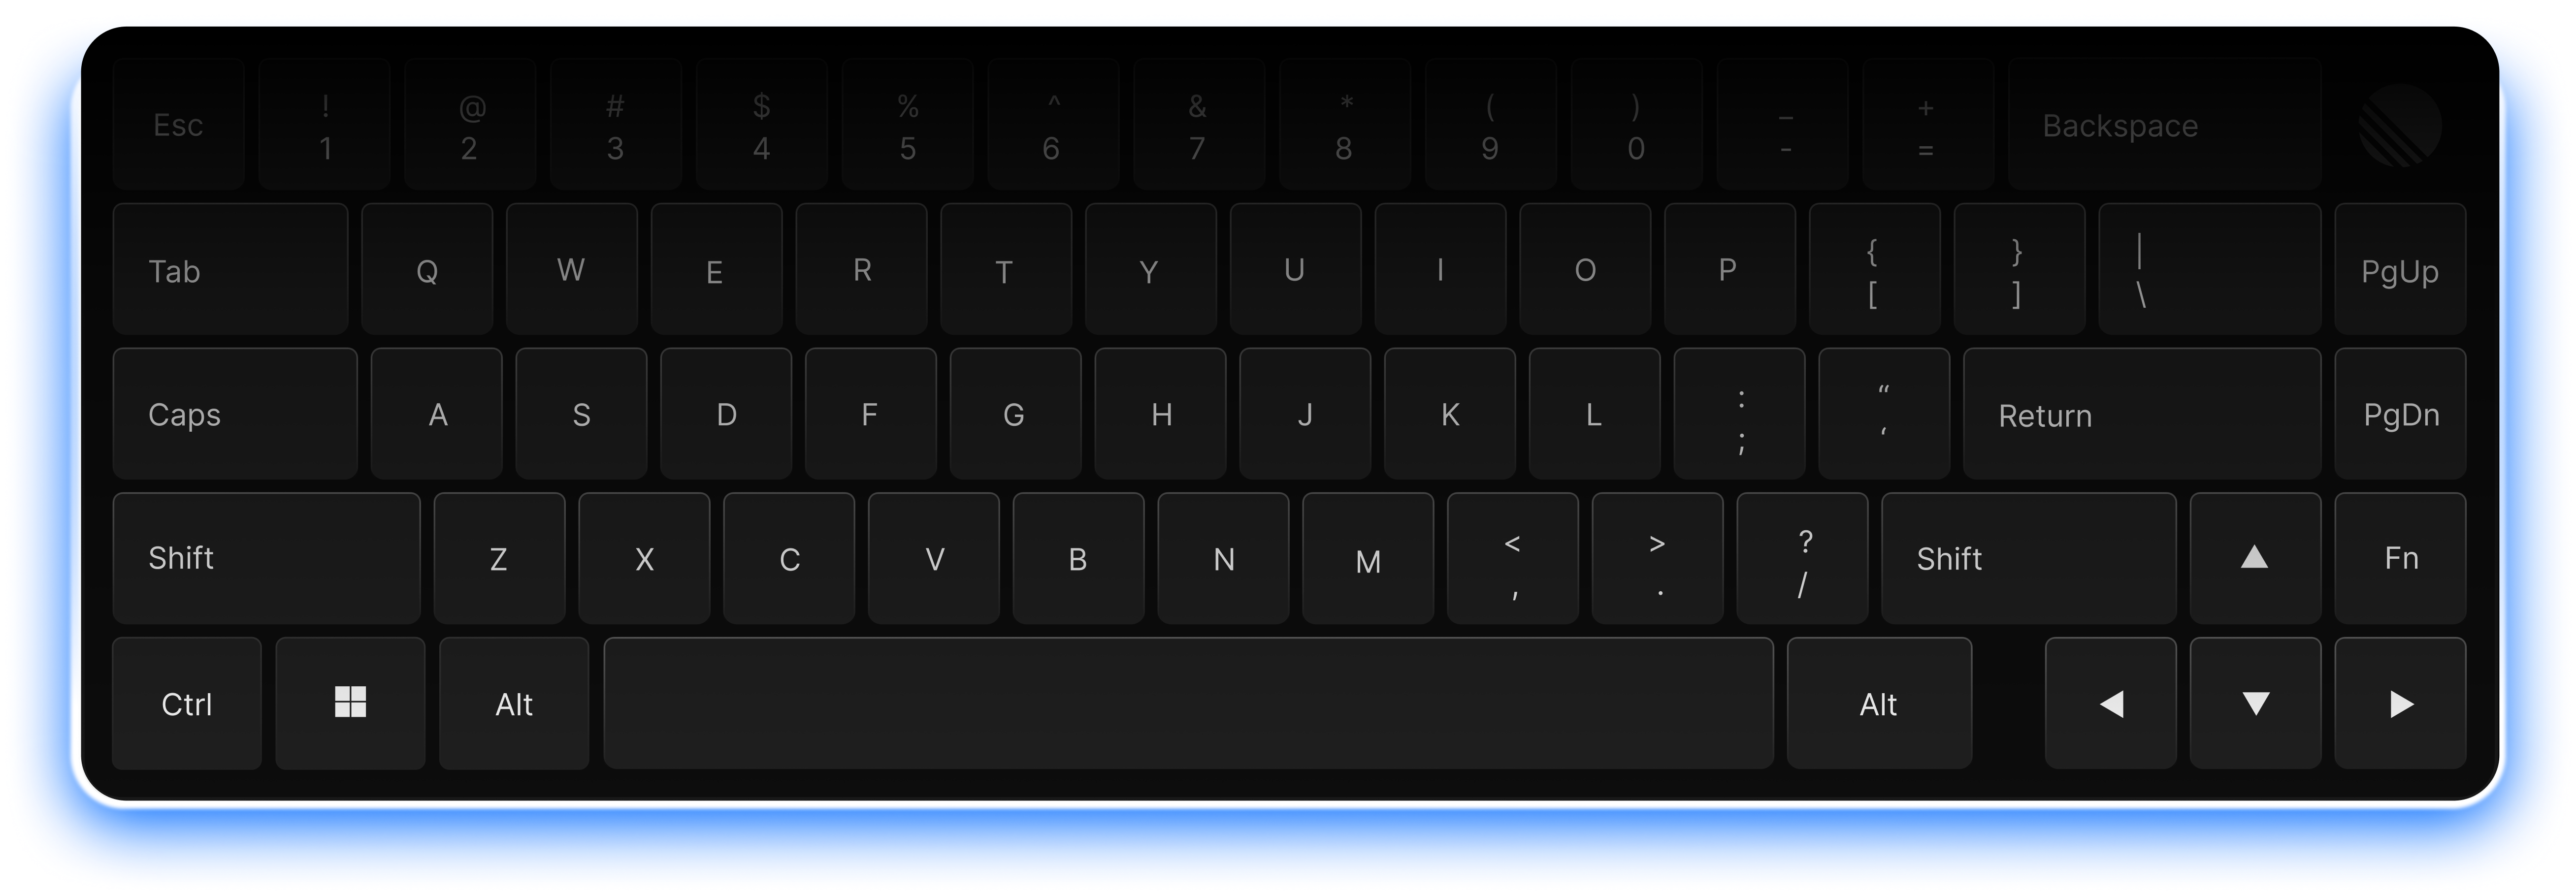 Esc ! @ # $ % ^ & * ( ) _ + Backspace
1 2 3 4 5 6 7 8 9 0 - =
Tab Q W E R T Y U I O P { } | PgUp
[ ] \
Caps A S D F G H J K L : “ Return PgDn
; ‘
Shift Z X C V B N M < > ? Shift Fn
, . /
Ctrl Alt Alt